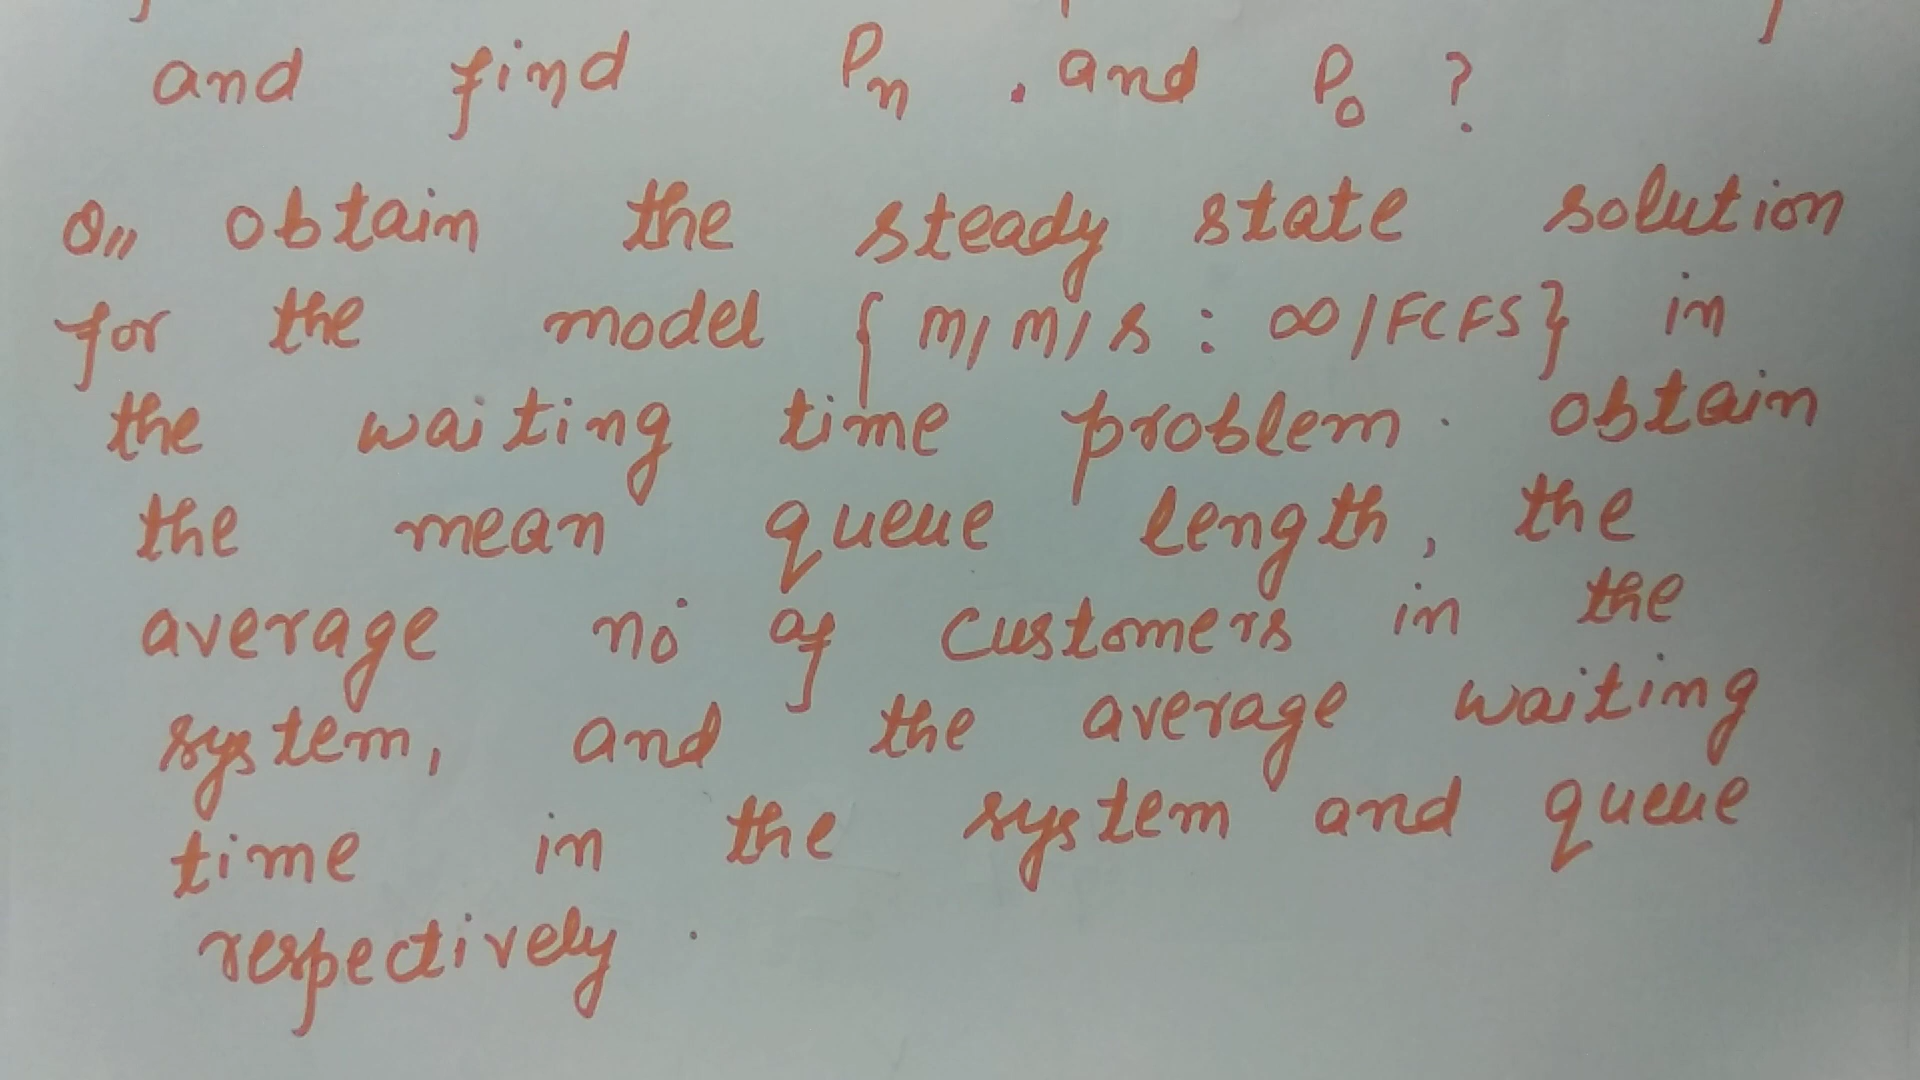 and find Pn . and P0 ?
Q,, obtain the steady state solution
for the model { m/m/s : ∞/FCFS} in
the waiting time problem. obtain
the mean queue length, the
average no of customers in the
system, and the average waiting
time in the system and queue
respectively.